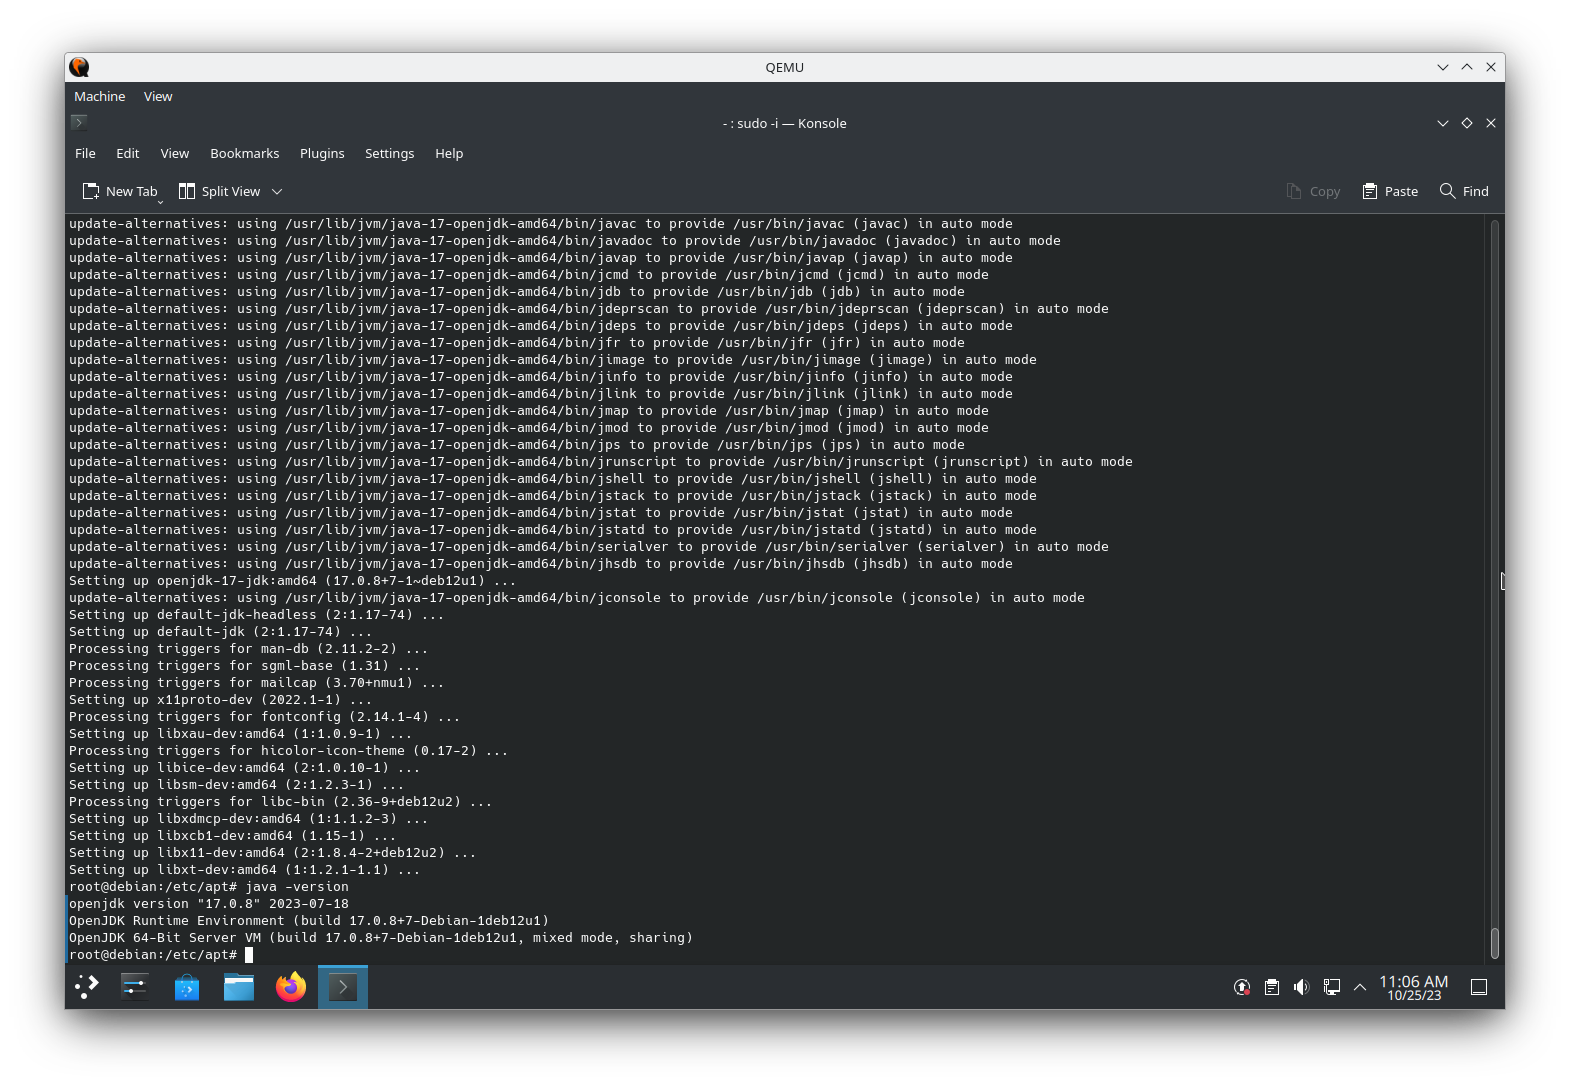 QEMU
Machine View
- : sudo -i — Konsole
File Edit View Bookmarks Plugins Settings Help
New Tab Split View Copy Paste Find
update-alternatives: using /usr/lib/jvm/java-17-openjdk-amd64/bin/javac to provide /usr/bin/javac (javac) in auto mode
update-alternatives: using /usr/lib/jvm/java-17-openjdk-amd64/bin/javadoc to provide /usr/bin/javadoc (javadoc) in auto mode
update-alternatives: using /usr/lib/jvm/java-17-openjdk-amd64/bin/javap to provide /usr/bin/javap (javap) in auto mode
update-alternatives: using /usr/lib/jvm/java-17-openjdk-amd64/bin/jcmd to provide /usr/bin/jcmd (jcmd) in auto mode
update-alternatives: using /usr/lib/jvm/java-17-openjdk-amd64/bin/jdb to provide /usr/bin/jdb (jdb) in auto mode
update-alternatives: using /usr/lib/jvm/java-17-openjdk-amd64/bin/jdeprscan to provide /usr/bin/jdeprscan (jdeprscan) in auto mode
update-alternatives: using /usr/lib/jvm/java-17-openjdk-amd64/bin/jdeps to provide /usr/bin/jdeps (jdeps) in auto mode
update-alternatives: using /usr/lib/jvm/java-17-openjdk-amd64/bin/jfr to provide /usr/bin/jfr (jfr) in auto mode
update-alternatives: using /usr/lib/jvm/java-17-openjdk-amd64/bin/jimage to provide /usr/bin/jimage (jimage) in auto mode
update-alternatives: using /usr/lib/jvm/java-17-openjdk-amd64/bin/jinfo to provide /usr/bin/jinfo (jinfo) in auto mode
update-alternatives: using /usr/lib/jvm/java-17-openjdk-amd64/bin/jlink to provide /usr/bin/jlink (jlink) in auto mode
update-alternatives: using /usr/lib/jvm/java-17-openjdk-amd64/bin/jmap to provide /usr/bin/jmap (jmap) in auto mode
update-alternatives: using /usr/lib/jvm/java-17-openjdk-amd64/bin/jmod to provide /usr/bin/jmod (jmod) in auto mode
update-alternatives: using /usr/lib/jvm/java-17-openjdk-amd64/bin/jps to provide /usr/bin/jps (jps) in auto mode
update-alternatives: using /usr/lib/jvm/java-17-openjdk-amd64/bin/jrunscript to provide /usr/bin/jrunscript (jrunscript) in auto mode
update-alternatives: using /usr/lib/jvm/java-17-openjdk-amd64/bin/jshell to provide /usr/bin/jshell (jshell) in auto mode
update-alternatives: using /usr/lib/jvm/java-17-openjdk-amd64/bin/jstack to provide /usr/bin/jstack (jstack) in auto mode
update-alternatives: using /usr/lib/jvm/java-17-openjdk-amd64/bin/jstat to provide /usr/bin/jstat (jstat) in auto mode
update-alternatives: using /usr/lib/jvm/java-17-openjdk-amd64/bin/jstatd to provide /usr/bin/jstatd (jstatd) in auto mode
update-alternatives: using /usr/lib/jvm/java-17-openjdk-amd64/bin/serialver to provide /usr/bin/serialver (serialver) in auto mode
update-alternatives: using /usr/lib/jvm/java-17-openjdk-amd64/bin/jhsdb to provide /usr/bin/jhsdb (jhsdb) in auto mode
Setting up openjdk-17-jdk:amd64 (17.0.8+7-1~deb12u1) ...
update-alternatives: using /usr/lib/jvm/java-17-openjdk-amd64/bin/jconsole to provide /usr/bin/jconsole (jconsole) in auto mode
Setting up default-jdk-headless (2:1.17-74) ...
Setting up default-jdk (2:1.17-74) ...
Processing triggers for man-db (2.11.2-2) ...
Processing triggers for sgml-base (1.31) ...
Processing triggers for mailcap (3.70+nmu1) ...
Setting up x11proto-dev (2022.1-1) ...
Processing triggers for fontconfig (2.14.1-4) ...
Setting up libxau-dev:amd64 (1:1.0.9-1) ...
Processing triggers for hicolor-icon-theme (0.17-2) ...
Setting up libice-dev:amd64 (2:1.0.10-1) ...
Setting up libsm-dev:amd64 (2:1.2.3-1) ...
Processing triggers for libc-bin (2.36-9+deb12u2) ...
Setting up libxdmcp-dev:amd64 (1:1.1.2-3) ...
Setting up libxcb1-dev:amd64 (1.15-1) ...
Setting up libx11-dev:amd64 (2:1.8.4-2+deb12u2) ...
Setting up libxt-dev:amd64 (1:1.2.1-1.1) ...
root@debian:/etc/apt# java -version
openjdk version "17.0.8" 2023-07-18
OpenJDK Runtime Environment (build 17.0.8+7-Debian-1deb12u1)
OpenJDK 64-Bit Server VM (build 17.0.8+7-Debian-1deb12u1, mixed mode, sharing)
root@debian:/etc/apt#
11:06 AM
10/25/23